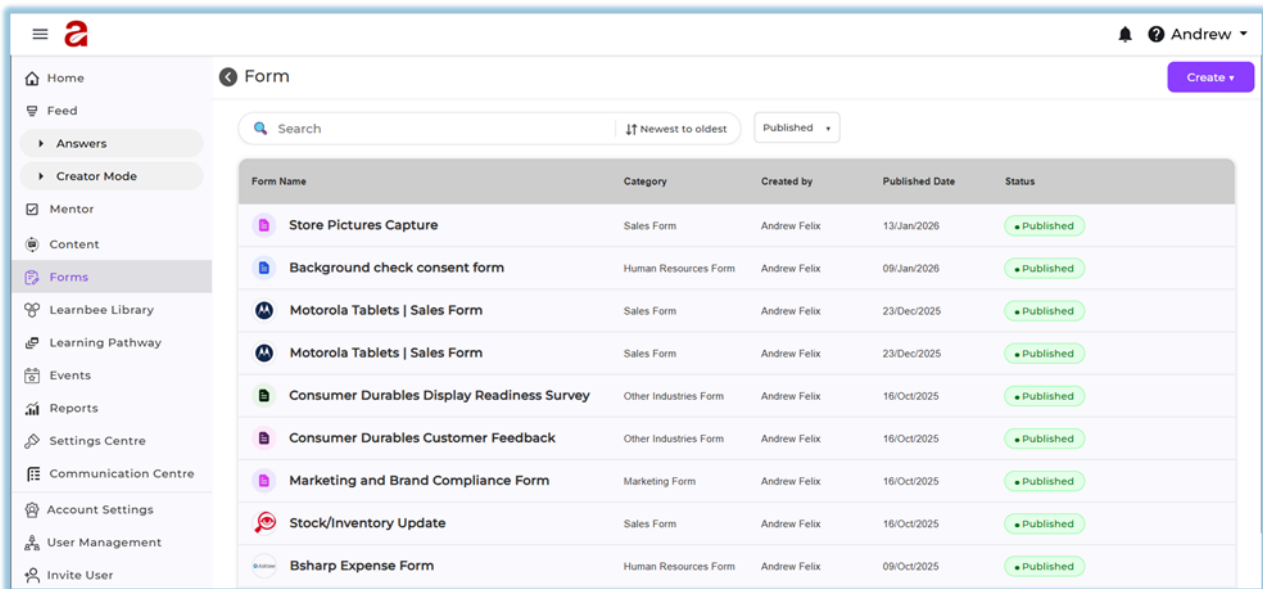 a
Andrew
Home
Feed
Answers
Creator Mode
Mentor
Content
Forms
Learnbee Library
Learning Pathway
Events
Reports
Settings Centre
Communication Centre
Account Settings
User Management
Invite User
Form
Create
Search
Newest to oldest
Published
Form Name Category Created by Published Date Status
Store Pictures Capture Sales Form Andrew Felix 13/Jan/2026 Published
Background check consent form Human Resources Form Andrew Felix 09/Jan/2026 Published
Motorola Tablets | Sales Form Sales Form Andrew Felix 23/Dec/2025 Published
Motorola Tablets | Sales Form Sales Form Andrew Felix 23/Dec/2025 Published
Consumer Durables Display Readiness Survey Other Industries Form Andrew Felix 16/Oct/2025 Published
Consumer Durables Customer Feedback Other Industries Form Andrew Felix 16/Oct/2025 Published
Marketing and Brand Compliance Form Marketing Form Andrew Felix 16/Oct/2025 Published
Stock/Inventory Update Sales Form Andrew Felix 16/Oct/2025 Published
Bsharp Expense Form Human Resources Form Andrew Felix 09/Oct/2025 Published